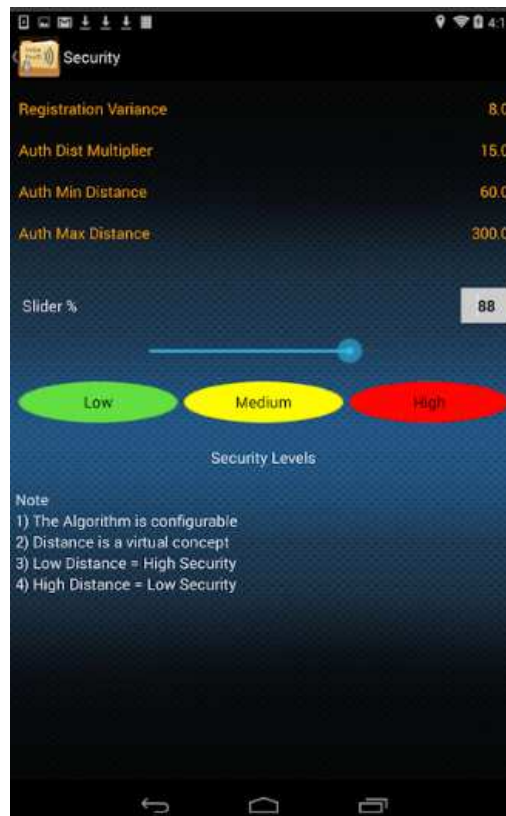 4:1
Security
Registration Variance 8.0
Auth Dist Multiplier 15.0
Auth Min Distance 60.0
Auth Max Distance 300.0
Slider % 88
Low Medium High
Security Levels
Note
1) The Algorithm is configurable
2) Distance is a virtual concept
3) Low Distance = High Security
4) High Distance = Low Security